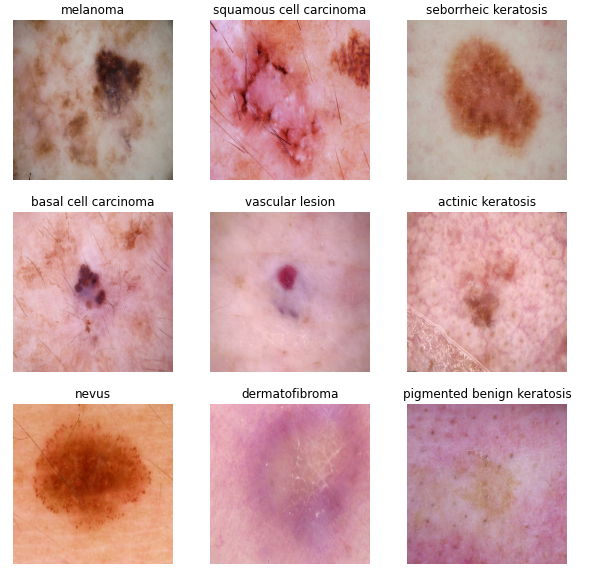 melanoma
squamous cell carcinoma
seborrheic keratosis
basal cell carcinoma
vascular lesion
actinic keratosis
nevus
dermatofibroma
pigmented benign keratosis